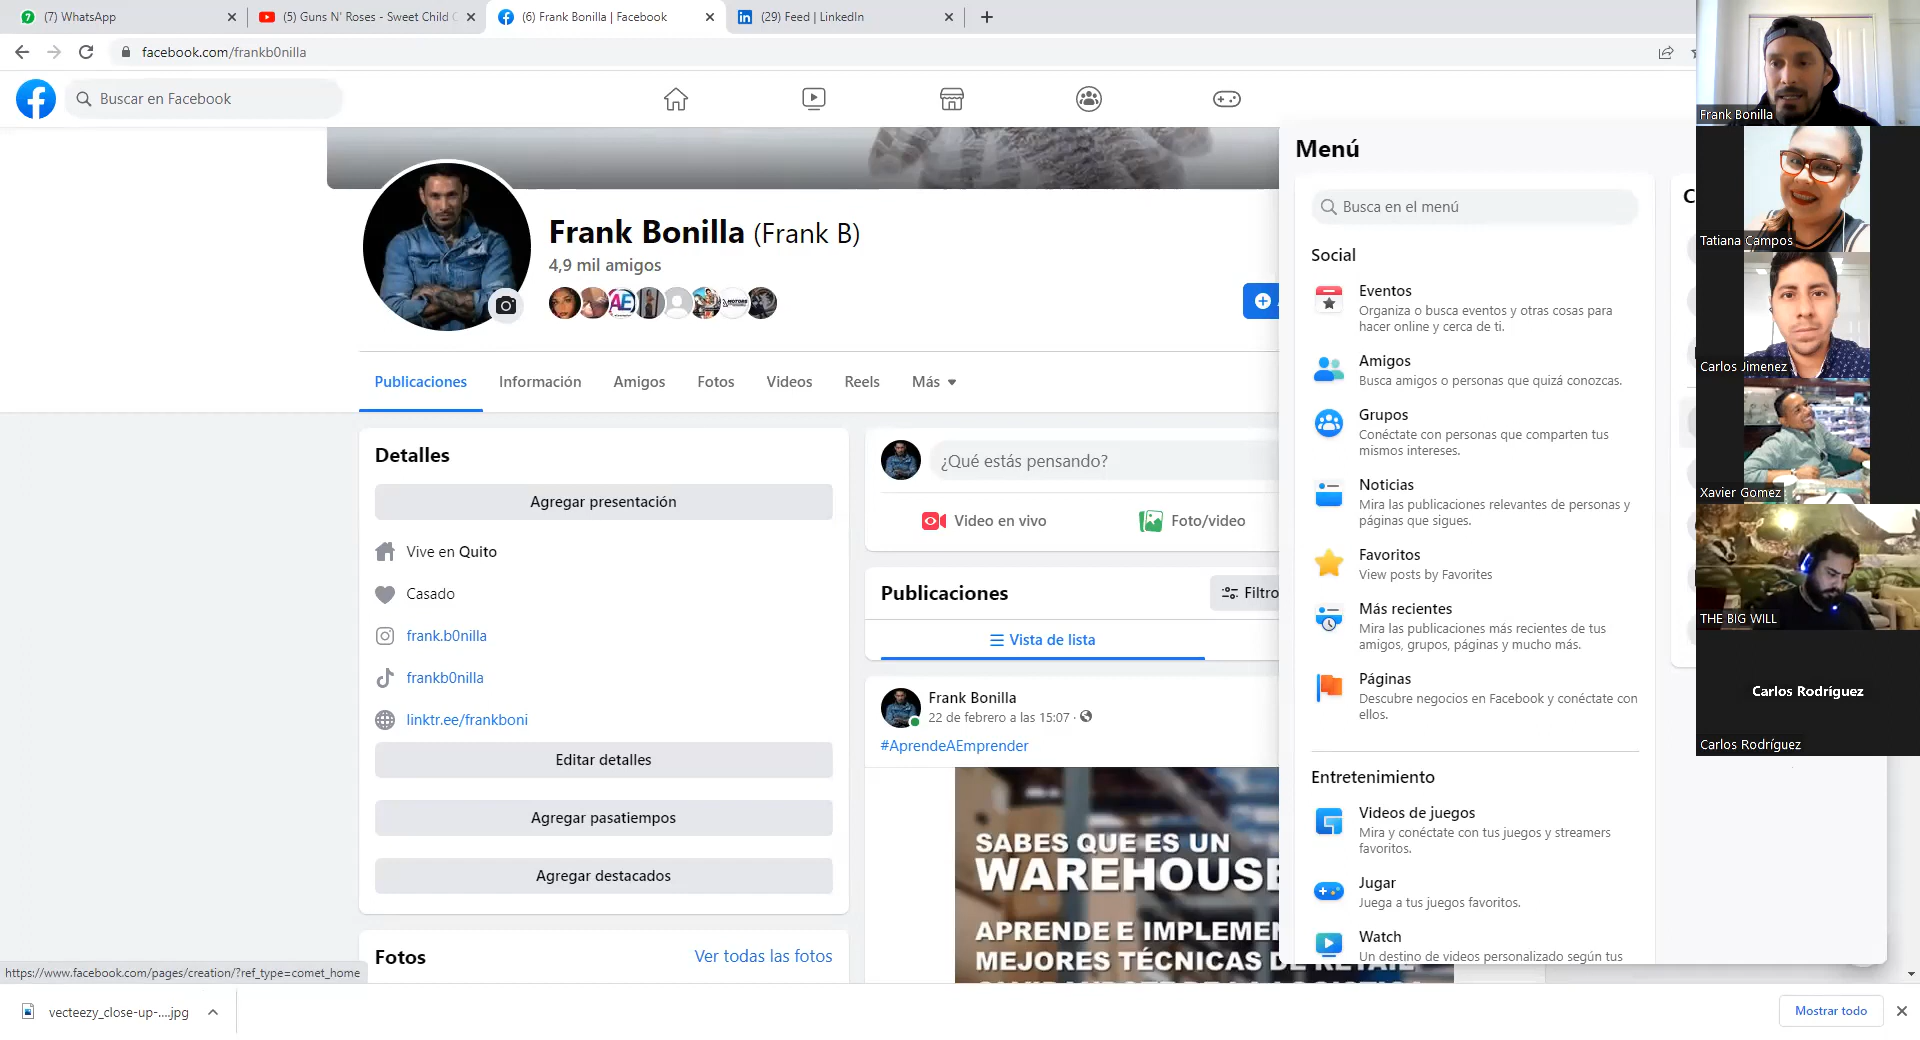 (7) WhatsApp
(5) Guns N' Roses - Sweet Child
(6) Frank Bonilla | Facebook
(29) Feed | LinkedIn
facebook.com/frankb0nilla
Buscar en Facebook
Frank Bonilla (Frank B)
4,9 mil amigos
AE
Publicaciones
Información
Amigos
Fotos
Videos
Reels
Más
Detalles
Agregar presentación
Vive en Quito
Casado
frank.b0nilla
frankb0nilla
linktr.ee/frankboni
Editar detalles
Agregar pasatiempos
Agregar destacados
Fotos
Ver todas las fotos
¿Qué estás pensando?
Video en vivo
Foto/video
Publicaciones
Filtro
Vista de lista
Frank Bonilla
22 de febrero a las 15:07 ·
#AprendeAEmprender
SABES QUE ES UN
WAREHOUSE
APRENDE E IMPLEMEN
MEJORES TÉCNICAS DE RETAIL
Menú
Busca en el menú
Social
Eventos
Organiza o busca eventos y otras cosas para
hacer online y cerca de ti.
Amigos
Busca amigos o personas que quizá conozcas.
Grupos
Conéctate con personas que comparten tus
mismos intereses.
Noticias
Mira las publicaciones relevantes de personas y
páginas que sigues.
Favoritos
View posts by Favorites
Más recientes
Mira las publicaciones más recientes de tus
amigos, grupos, páginas y mucho más.
Páginas
Descubre negocios en Facebook y conéctate con
ellos.
Entretenimiento
Videos de juegos
Mira y conéctate con tus juegos y streamers
favoritos.
Jugar
Juega a tus juegos favoritos.
Watch
Un destino de videos personalizado según tus
C
Frank Bonilla
Tatiana Campos
Carlos Jimenez
Xavier Gomez
THE BIG WILL
Carlos Rodríguez
Carlos Rodríguez
https://www.facebook.com/pages/creation/?ref_type=comet_home
vecteezy_close-up-....jpg
Mostrar todo